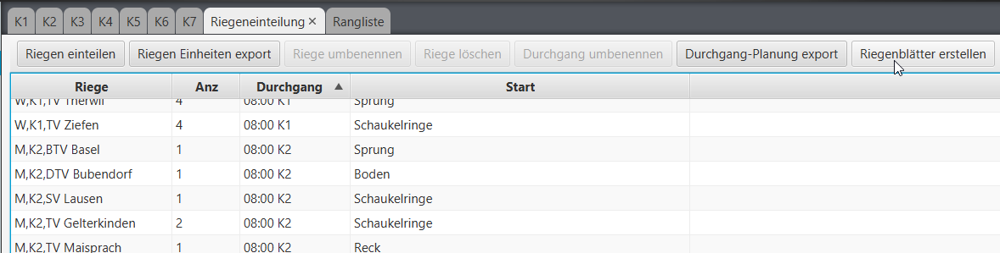 K1 K2 K3 K4 K5 K6 K7 Riegeneinteilung × Rangliste
Riegen einteilen Riegen Einheiten export Riege umbenennen Riege löschen Durchgang umbenennen Durchgang-Planung export Riegenblätter erstellen
Riege Anz Durchgang Start
W,K1,TV Therwil 4 08:00 K1 Sprung
W,K1,TV Ziefen 4 08:00 K1 Schaukelringe
M,K2,BTV Basel 1 08:00 K2 Sprung
M,K2,DTV Bubendorf 1 08:00 K2 Boden
M,K2,SV Lausen 1 08:00 K2 Schaukelringe
M,K2,TV Gelterkinden 2 08:00 K2 Schaukelringe
M,K2,TV Maisprach 1 08:00 K2 Reck